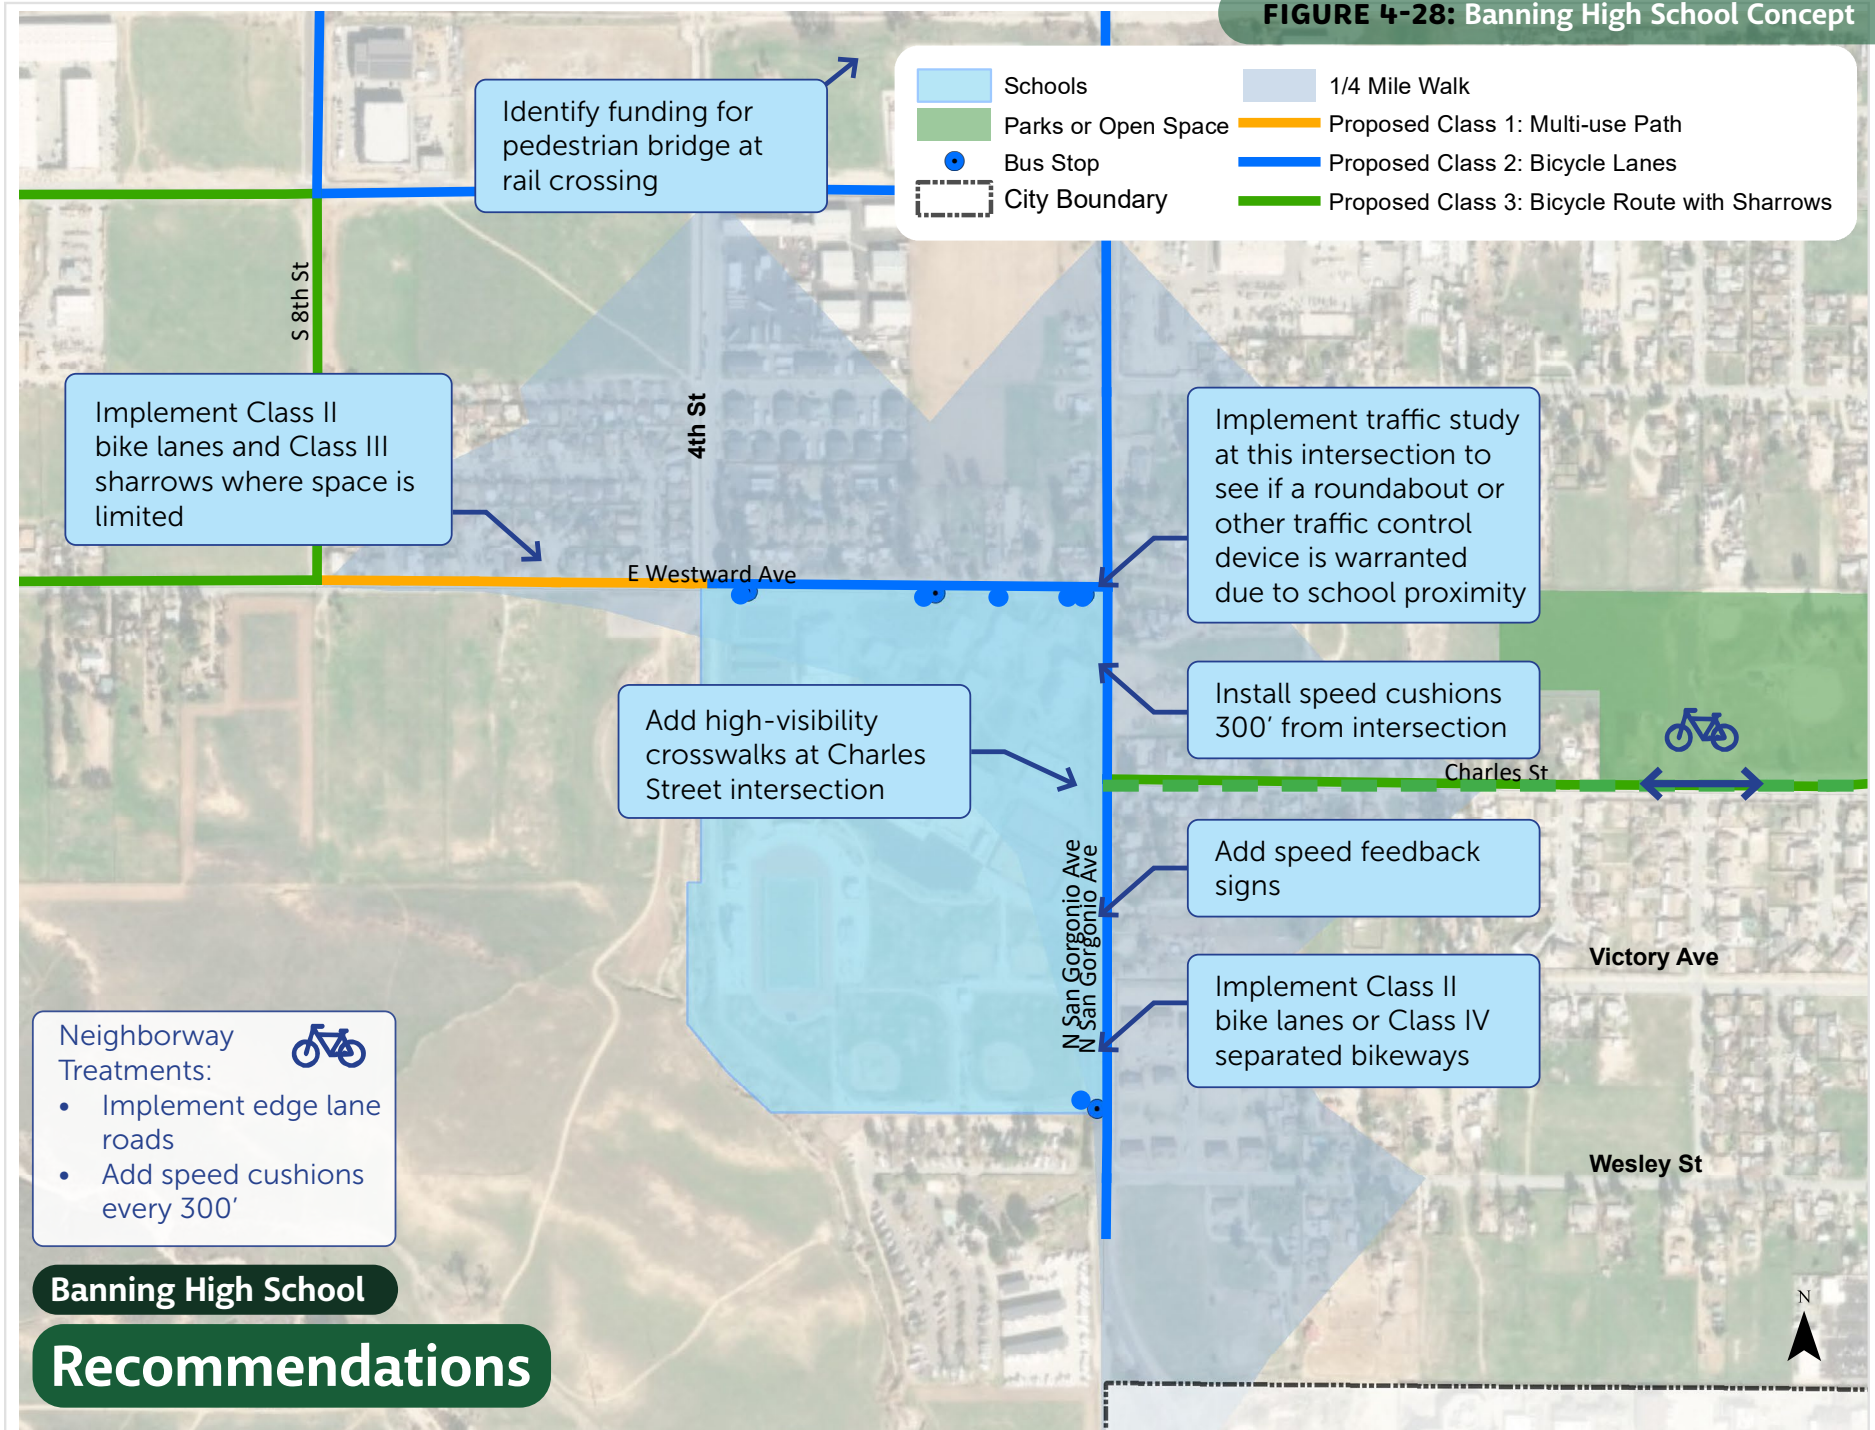 FIGURE 4-28: Banning High School Concept
Schools
Parks or Open Space
Bus Stop
City Boundary
1/4 Mile Walk
Proposed Class 1: Multi-use Path
Proposed Class 2: Bicycle Lanes
Proposed Class 3: Bicycle Route with Sharrows
Identify funding for
pedestrian bridge at
rail crossing
S 8th St
4th St
Implement Class II
bike lanes and Class III
sharrows where space is
limited
Implement traffic study
at this intersection to
see if a roundabout or
other traffic control
device is warranted
due to school proximity
E Westward Ave
Install speed cushions
300’ from intersection
Add high-visibility
crosswalks at Charles
Street intersection
Charles St
N San Gorgonio Ave
N San Gorgonio Ave
Add speed feedback
signs
Victory Ave
Implement Class II
bike lanes or Class IV
separated bikeways
Wesley St
Neighborway
Treatments:
• Implement edge lane
roads
• Add speed cushions
every 300’
Banning High School
Recommendations
N